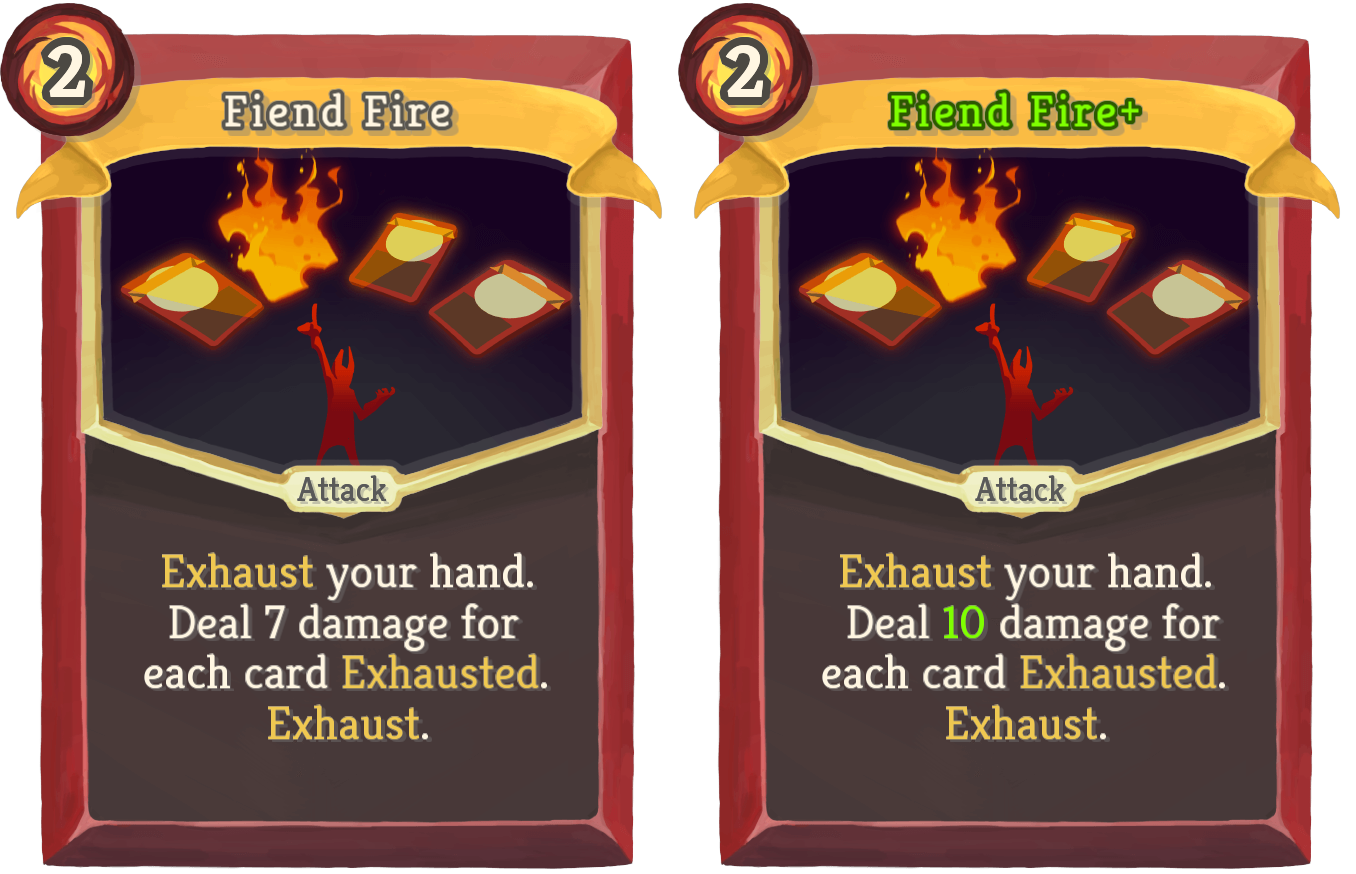 2
Fiend Fire
Attack
Exhaust your hand.
Deal 7 damage for
each card Exhausted.
Exhaust.
2
Fiend Fire+
Attack
Exhaust your hand.
Deal 10 damage for
each card Exhausted.
Exhaust.